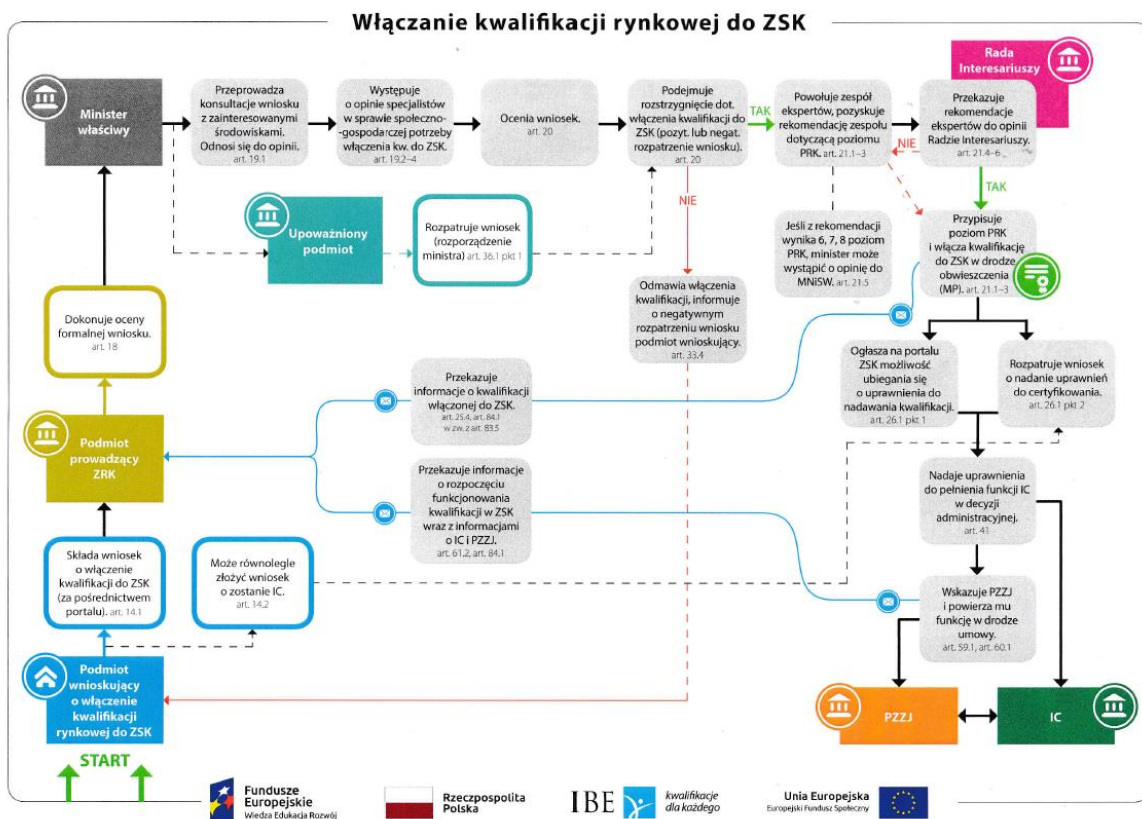 Włączanie kwalifikacji rynkowej do ZSK
Rada
Interesariuszy
Minister
właściwy
Przeprowadza
konsultacje wniosku
z zainteresowanymi
środowiskami.
Odnosi się do opinii.
art. 19.1
Występuje
o opinie specjalistów
w sprawie społeczno-
-gospodarczej potrzeby
włączenia kw. do ZSK.
art. 19.2–4
Ocenia wniosek.
art. 20
Podejmuje
rozstrzygnięcie dot.
włączenia kwalifikacji do
ZSK (pozyt. lub negat.
rozpatrzenie wniosku).
art. 20
TAK
Powołuje zespół
ekspertów, pozyskuje
rekomendację zespołu
dotyczącą poziomu
PRK. art. 21.1–3
Przekazuje
rekomendacje
ekspertów do opinii
Radzie Interesariuszy.
art. 21.4–6
NIE
TAK
NIE
Upoważniony
podmiot
Rozpatruje wniosek
(rozporządzenie
ministra) art. 36.1 pkt 1
Jeśli z rekomendacji
wynika 6, 7, 8 poziom
PRK, minister może
wystąpić o opinię do
MNiSW. art. 21.5
Przypisuje
poziom PRK
i włącza kwalifikację
do ZSK w drodze
obwieszczenia
(MP). art. 21.1–3
Odmawia włączenia
kwalifikacji, informuje
o negatywnym
rozpatrzeniu wniosku
podmiot wnioskujący.
art. 33.4
Dokonuje oceny
formalnej wniosku.
art. 18
Ogłasza na portalu
ZSK możliwość
ubiegania się
o uprawnienia do
nadawania kwalifikacji.
art. 26.1 pkt 1
Rozpatruje wniosek
o nadanie uprawnień
do certyfikowania.
art. 26.1 pkt 2
Przekazuje
informacje o kwalifikacji
włączonej do ZSK.
art. 25.4, art. 84.1
w zw. z art. 83.5
Podmiot
prowadzący
ZRK
Przekazuje informacje
o rozpoczęciu
funkcjonowania
kwalifikacji w ZSK
wraz z informacjami
o IC i PZZJ.
art. 61.2, art. 84.1
Nadaje uprawnienia
do pełnienia funkcji IC
w decyzji
administracyjnej.
art. 41
Składa wniosek
o włączenie
kwalifikacji do ZSK
(za pośrednictwem
portalu). art. 14.1
Może równolegle
złożyć wniosek
o zostanie IC.
art. 14.2
Wskazuje PZZJ
i powierza mu
funkcję w drodze
umowy.
art. 59.1, art. 60.1
Podmiot
wnioskujący
o włączenie
kwalifikacji
rynkowej do ZSK
PZZJ
IC
START
Fundusze
Europejskie
Wiedza Edukacja Rozwój
Rzeczpospolita
Polska
IBE
kwalifikacje
dla każdego
Unia Europejska
Europejski Fundusz Społeczny